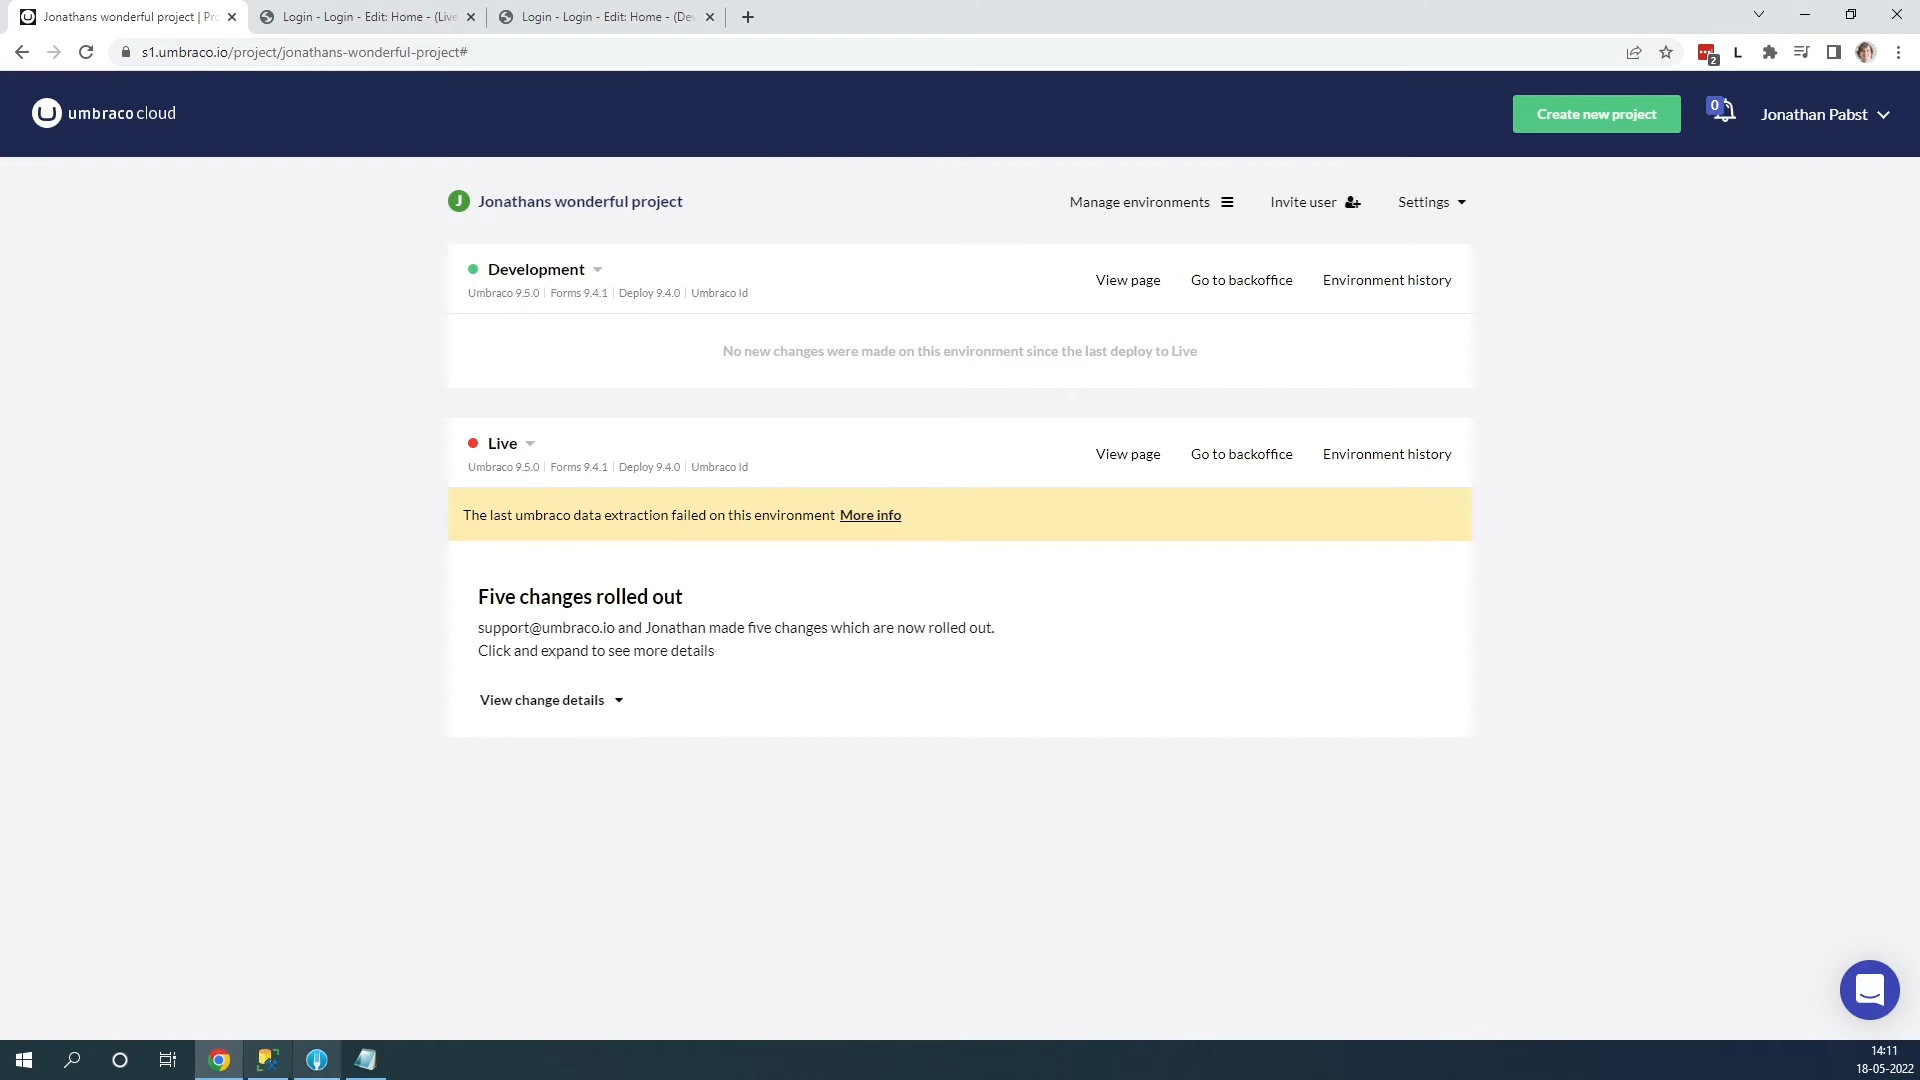 Jonathans wonderful project | Pro
Login - Login - Edit: Home - (Live
Login - Login - Edit: Home - (Dev
s1.umbraco.io/project/jonathans-wonderful-project#
2
L
umbraco cloud
Create new project
0
Jonathan Pabst
J
Jonathans wonderful project
Manage environments
Invite user
Settings
Development
Umbraco 9.5.0 | Forms 9.4.1 | Deploy 9.4.0 | Umbraco Id
View page
Go to backoffice
Environment history
No new changes were made on this environment since the last deploy to Live
Live
Umbraco 9.5.0 | Forms 9.4.1 | Deploy 9.4.0 | Umbraco Id
View page
Go to backoffice
Environment history
The last umbraco data extraction failed on this environment More info
Five changes rolled out
support@umbraco.io and Jonathan made five changes which are now rolled out.
Click and expand to see more details
View change details
14:11
18-05-2022